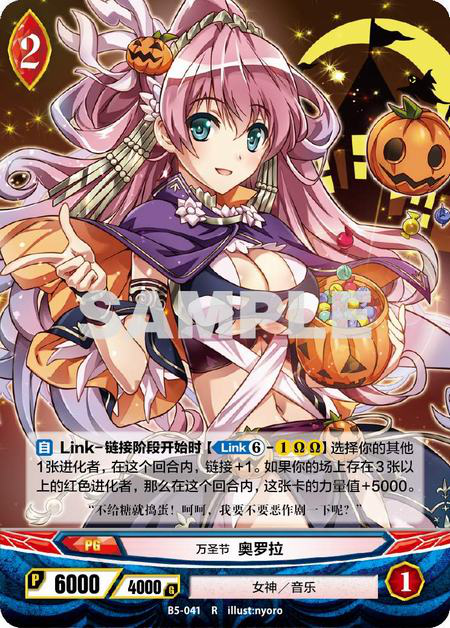 2
SAMPLE
自 Link-链接阶段开始时【Link 6 - 1 Ω Ω】选择你的其他
1张进化者，在这个回合内，链接+1。如果你的场上存在3张以
上的红色进化者，那么在这个回合内，这张卡的力量值+5000。
“不给糖就捣蛋！呵呵，我要不要恶作剧一下呢？”
PG 万圣节 奥罗拉
P 6000 / 4000 G 女神／音乐 1
B5-041 R illust:nyoro